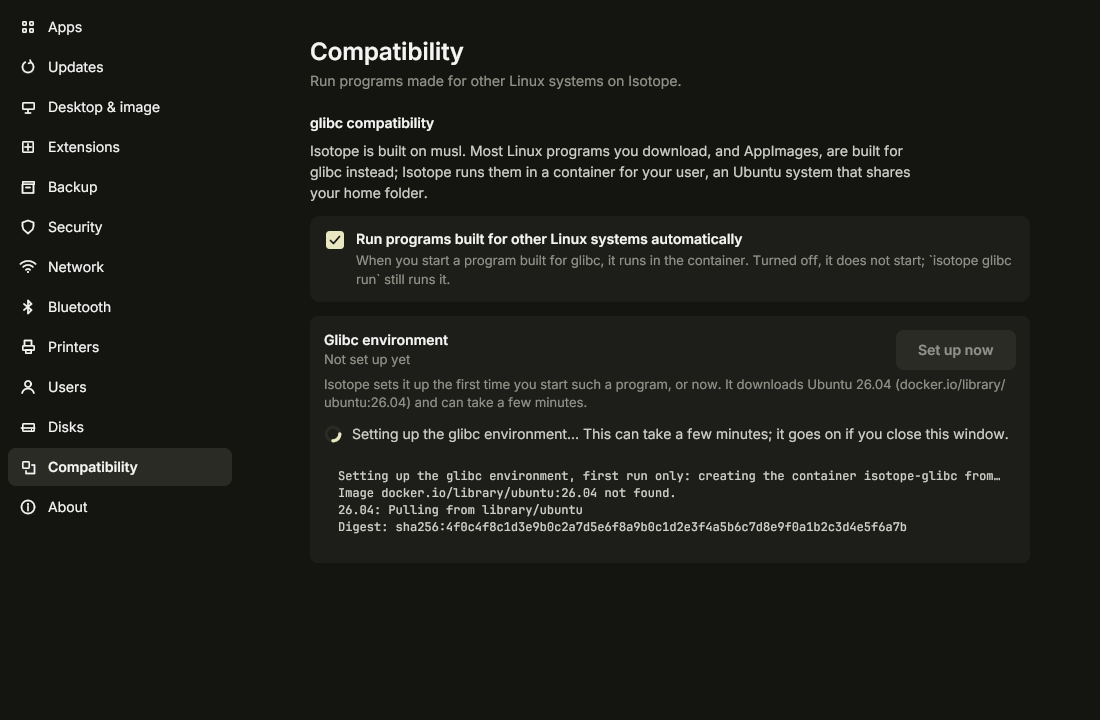 Apps
Updates
Desktop & image
Extensions
Backup
Security
Network
Bluetooth
Printers
Users
Disks
Compatibility
About
Compatibility
Run programs made for other Linux systems on Isotope.
glibc compatibility
Isotope is built on musl. Most Linux programs you download, and AppImages, are built for
glibc instead; Isotope runs them in a container for your user, an Ubuntu system that shares
your home folder.
Run programs built for other Linux systems automatically
When you start a program built for glibc, it runs in the container. Turned off, it does not start; `isotope glibc
run` still runs it.
Glibc environment
Not set up yet
Set up now
Isotope sets it up the first time you start such a program, or now. It downloads Ubuntu 26.04 (docker.io/library/
ubuntu:26.04) and can take a few minutes.
Setting up the glibc environment… This can take a few minutes; it goes on if you close this window.
Setting up the glibc environment, first run only: creating the container isotope-glibc from…
Image docker.io/library/ubuntu:26.04 not found.
26.04: Pulling from library/ubuntu
Digest: sha256:4f0c4f8c1d3e9b0c2a7d5e6f8a9b0c1d2e3f4a5b6c7d8e9f0a1b2c3d4e5f6a7b